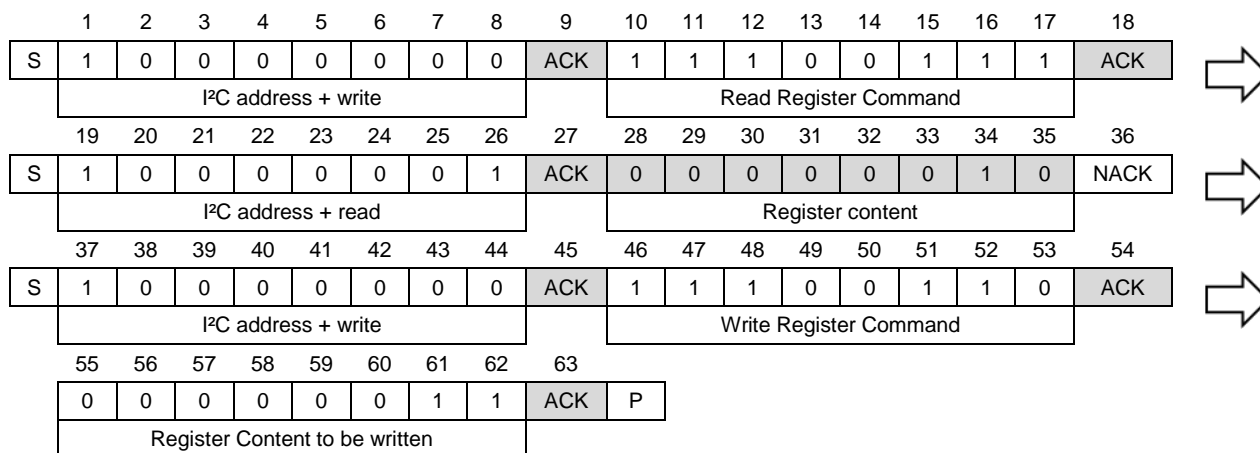 1 2 3 4 5 6 7 8 9 10 11 12 13 14 15 16 17 18
S 1 0 0 0 0 0 0 0 ACK 1 1 1 0 0 1 1 1 ACK
I²C address + write Read Register Command
19 20 21 22 23 24 25 26 27 28 29 30 31 32 33 34 35 36
S 1 0 0 0 0 0 0 1 ACK 0 0 0 0 0 0 1 0 NACK
I²C address + read Register content
37 38 39 40 41 42 43 44 45 46 47 48 49 50 51 52 53 54
S 1 0 0 0 0 0 0 0 ACK 1 1 1 0 0 1 1 0 ACK
I²C address + write Write Register Command
55 56 57 58 59 60 61 62 63
0 0 0 0 0 0 1 1 ACK P
Register Content to be written